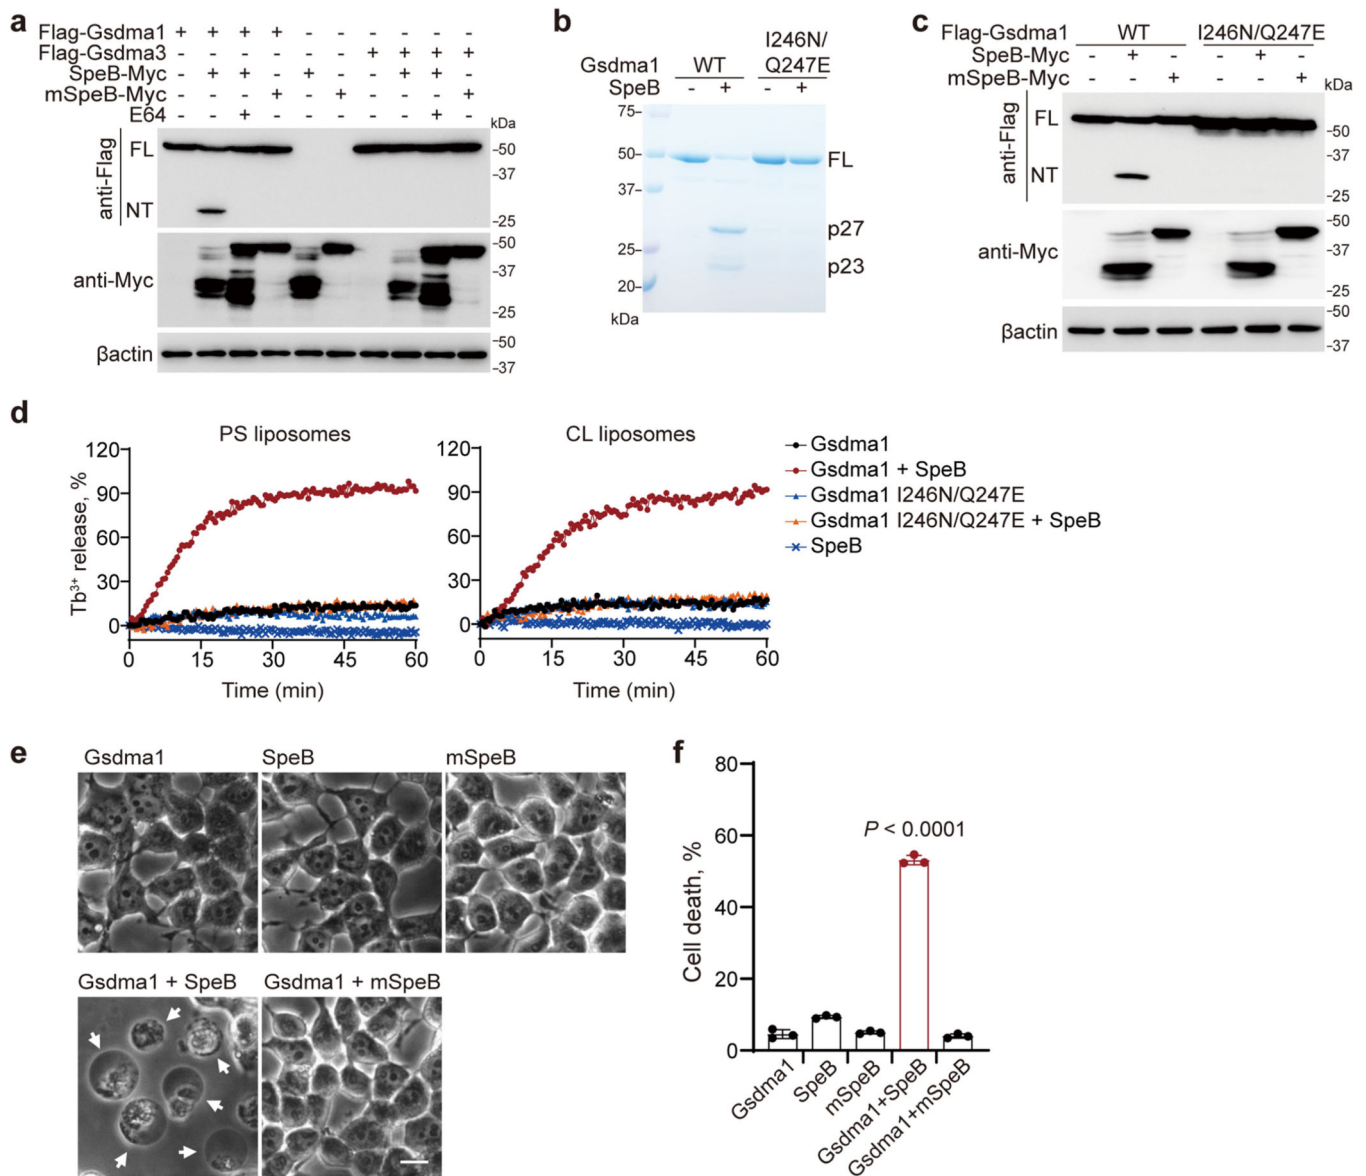 a
Flag-Gsdma1 + + + + - - - - - -
Flag-Gsdma3 - - - - - - + + + +
SpeB-Myc - + + - + - - + + -
mSpeB-Myc - - - + - + - - - +
E64 - - + - - - - - + -
kDa
anti-Flag
FL
NT
-50
-37
-25
anti-Myc
-50
-37
-25
βactin
-50
-37
b
Gsdma1 WT I246N/
Q247E
SpeB - + - +
75-
50-
37-
25-
20-
kDa
FL
p27
p23
c
Flag-Gsdma1 WT I246N/Q247E
SpeB-Myc - + - - + -
mSpeB-Myc - - + - - +
kDa
anti-Flag
FL
NT
-50
-37
-25
anti-Myc
-50
-37
-25
βactin
-50
-37
d
PS liposomes
Tb³⁺ release, %
120
90
60
30
0
0 15 30 45 60
Time (min)
CL liposomes
120
90
60
30
0
0 15 30 45 60
Time (min)
Gsdma1
Gsdma1 + SpeB
Gsdma1 I246N/Q247E
Gsdma1 I246N/Q247E + SpeB
SpeB
e
Gsdma1 SpeB mSpeB
Gsdma1 + SpeB Gsdma1 + mSpeB
f
Cell death, %
80
60
40
20
0
P < 0.0001
Gsdma1
SpeB
mSpeB
Gsdma1+SpeB
Gsdma1+mSpeB